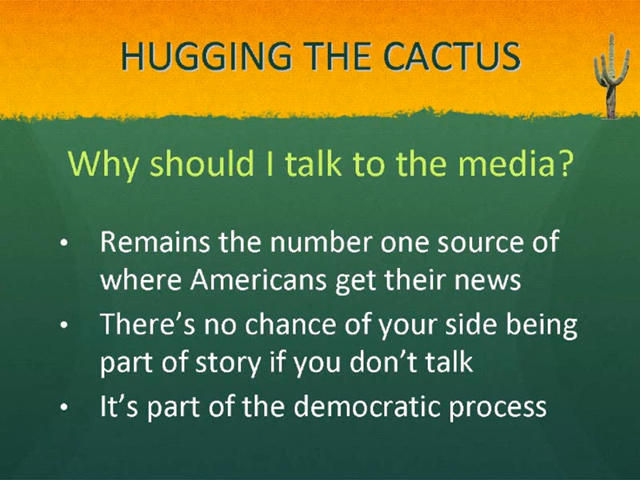 HUGGING THE CACTUS
Why should I talk to the media?
• Remains the number one source of
where Americans get their news
• There's no chance of your side being
part of story if you don't talk
• It's part of the democratic process